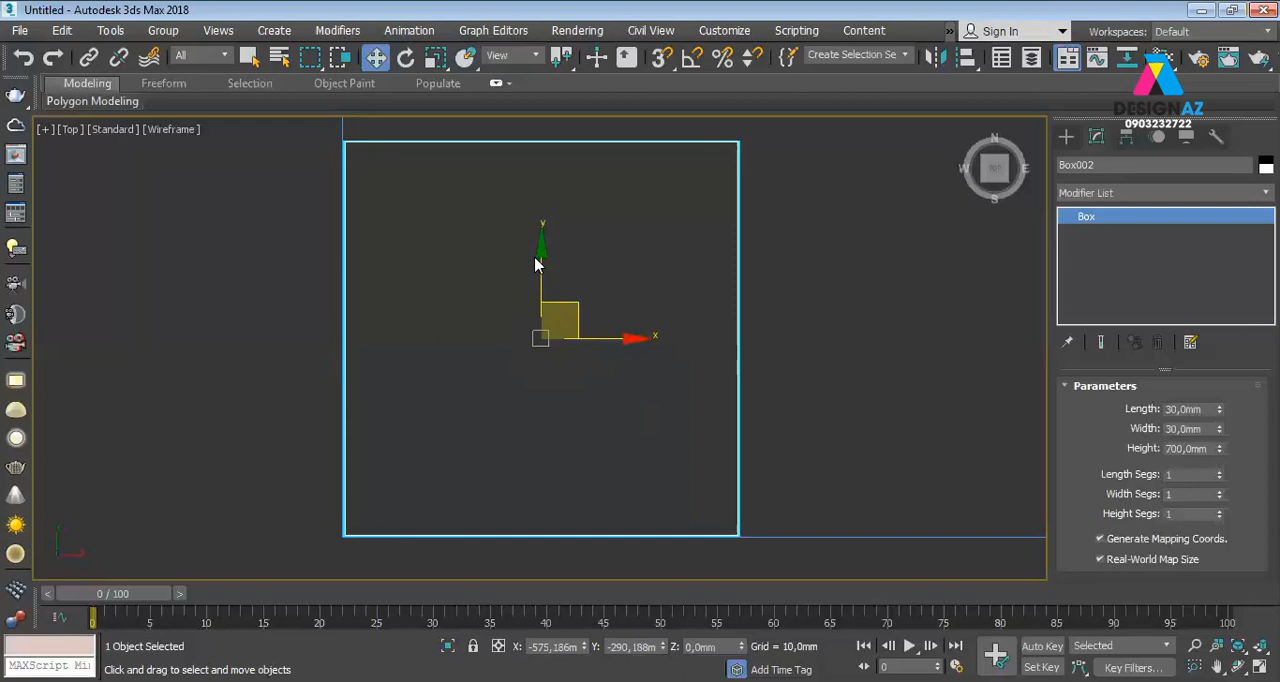 Untitled - Autodesk 3ds Max 2018
File Edit Tools Group Views Create Modifiers Animation Graph Editors Rendering Civil View Customize Scripting Content » Sign In Workspaces: Default
All View Create Selection Se
Modeling Freeform Selection Object Paint Populate
Polygon Modeling
DESIGNAZ
0903232722
[+] [Top] [Standard] [Wireframe]
N
W TOP E
S
y
x
Box002
Modifier List
Box
Parameters
Length: 30,0mm
Width: 30,0mm
Height: 700,0mm
Length Segs: 1
Width Segs: 1
Height Segs: 1
Generate Mapping Coords.
Real-World Map Size
< 0 / 100 >
0 5 10 15 20 25 30 35 40 45 50 55 60 65 70 75 80 85 90 95 100
1 Object Selected X: -575,186m Y: -290,188m Z: 0,0mm Grid = 10,0mm Auto Key Selected
MAXScript Mi Click and drag to select and move objects Add Time Tag 0 Set Key Key Filters...